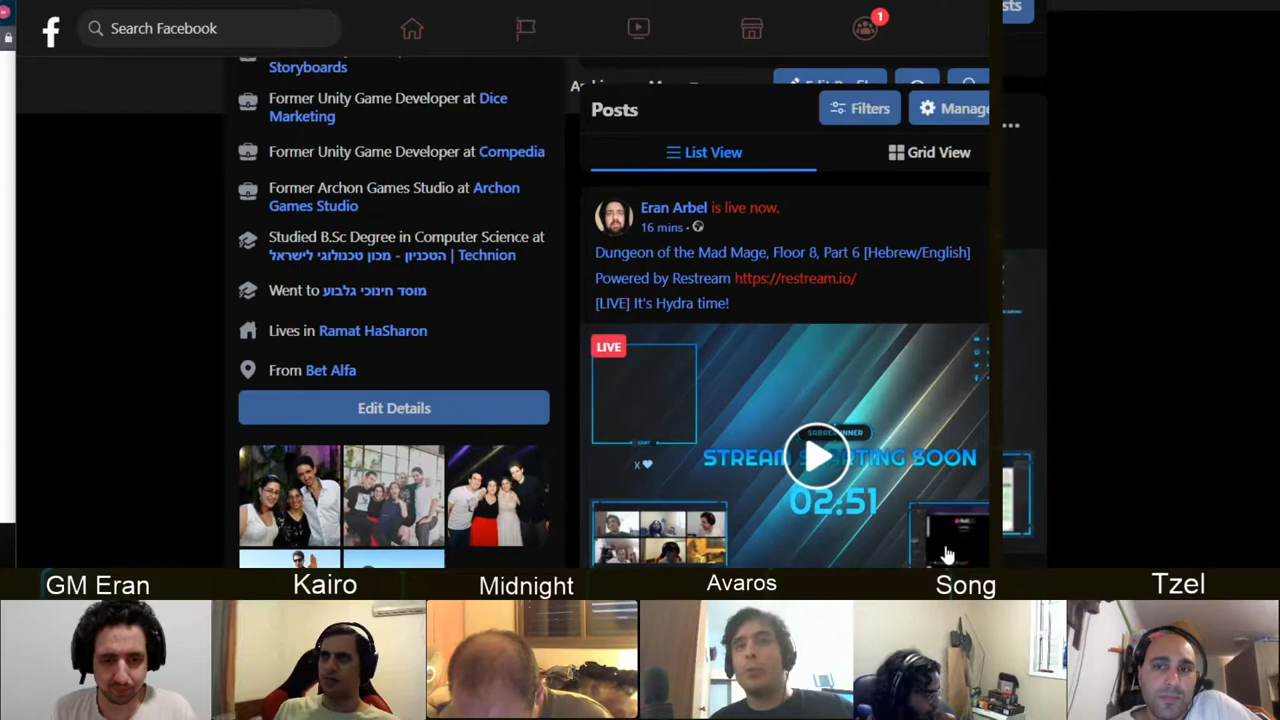 Search Facebook
1
sts
Storyboards
Former Unity Game Developer at Dice
Marketing
Former Unity Game Developer at Compedia
Former Archon Games Studio at Archon
Games Studio
Studied B.Sc Degree in Computer Science at
הטכניון - מכון טכנולוגי לישראל | Technion
Went to מוסד חינוכי גלבוע
Lives in Ramat HaSharon
From Bet Alfa
Edit Details
Edit Profile
Posts
Filters
Manage
List View
Grid View
Eran Arbel is live now.
16 mins
Dungeon of the Mad Mage, Floor 8, Part 6 [Hebrew/English]
Powered by Restream https://restream.io/
[LIVE] It's Hydra time!
LIVE
STREAM STARTING SOON
02:51
GM Eran
Kairo
Midnight
Avaros
Song
Tzel